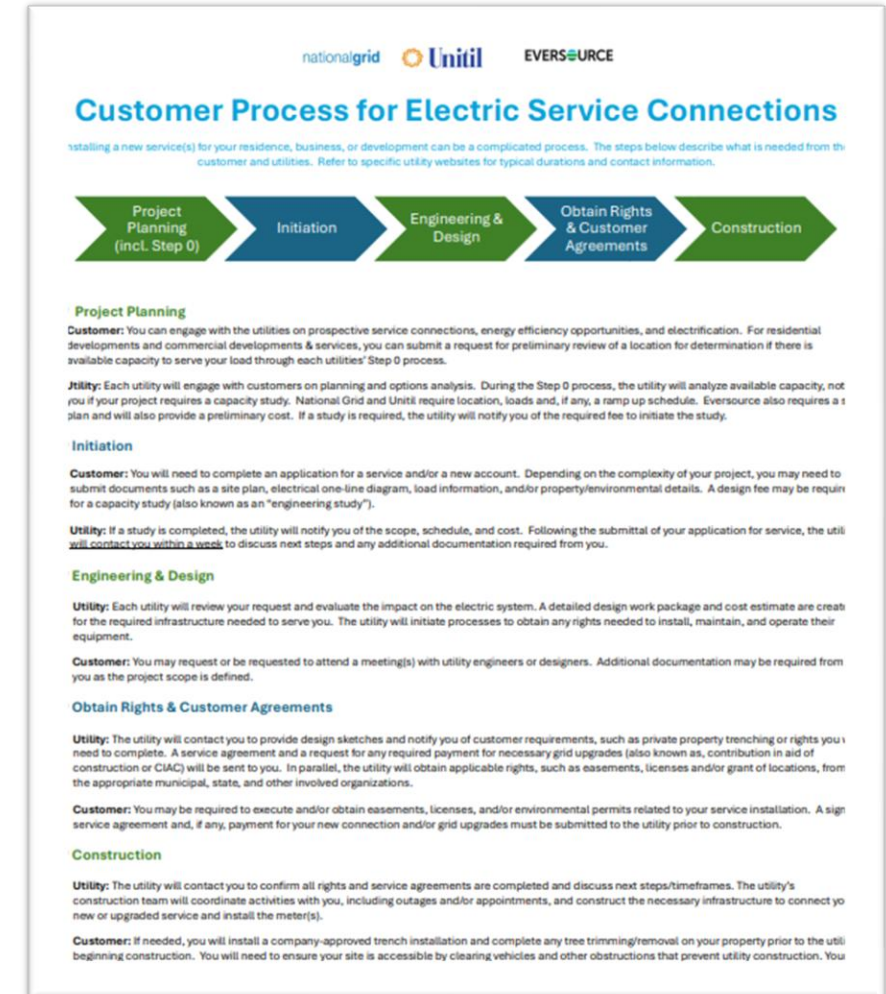 nationalgrid Unitil EVERSOURCE
Customer Process for Electric Service Connections
nstalling a new service(s) for your residence, business, or development can be a complicated process. The steps below describe what is needed from the
customer and utilities. Refer to specific utility websites for typical durations and contact information.
Project
Planning
(incl. Step 0)
Initiation
Engineering &
Design
Obtain Rights
& Customer
Agreements
Construction
Project Planning
Customer: You can engage with the utilities on prospective service connections, energy efficiency opportunities, and electrification. For residential
developments and commercial developments & services, you can submit a request for preliminary review of a location for determination if there is
available capacity to serve your load through each utilities' Step 0 process.
Utility: Each utility will engage with customers on planning and options analysis. During the Step 0 process, the utility will analyze available capacity, not
you if your project requires a capacity study. National Grid and Unitil require location, loads and, if any, a ramp up schedule. Eversource also requires a s
plan and will also provide a preliminary cost. If a study is required, the utility will notify you of the required fee to initiate the study.
Initiation
Customer: You will need to complete an application for a service and/or a new account. Depending on the complexity of your project, you may need to
submit documents such as a site plan, electrical one-line diagram, load information, and/or property/environmental details. A design fee may be require
for a capacity study (also known as an "engineering study").
Utility: If a study is completed, the utility will notify you of the scope, schedule, and cost. Following the submittal of your application for service, the utili
will contact you within a week to discuss next steps and any additional documentation required from you.
Engineering & Design
Utility: Each utility will review your request and evaluate the impact on the electric system. A detailed design work package and cost estimate are creat
for the required infrastructure needed to serve you. The utility will initiate processes to obtain any rights needed to install, maintain, and operate their
equipment.
Customer: You may request or be requested to attend a meeting(s) with utility engineers or designers. Additional documentation may be required from
you as the project scope is defined.
Obtain Rights & Customer Agreements
Utility: The utility will contact you to provide design sketches and notify you of customer requirements, such as private property trenching or rights you
need to complete. A service agreement and a request for any required payment for necessary grid upgrades (also known as, contribution in aid of
construction or CIAC) will be sent to you. In parallel, the utility will obtain applicable rights, such as easements, licenses and/or grant of locations, from
the appropriate municipal, state, and other involved organizations.
Customer: You may be required to execute and/or obtain easements, licenses, and/or environmental permits related to your service installation. A sign
service agreement and, if any, payment for your new connection and/or grid upgrades must be submitted to the utility prior to construction.
Construction
Utility: The utility will contact you to confirm all rights and service agreements are completed and discuss next steps/timeframes. The utility's
construction team will coordinate activities with you, including outages and/or appointments, and construct the necessary infrastructure to connect yo
new or upgraded service and install the meter(s).
Customer: If needed, you will install a company-approved trench installation and complete any tree trimming/removal on your property prior to the utili
beginning construction. You will need to ensure your site is accessible by clearing vehicles and other obstructions that prevent utility construction. You